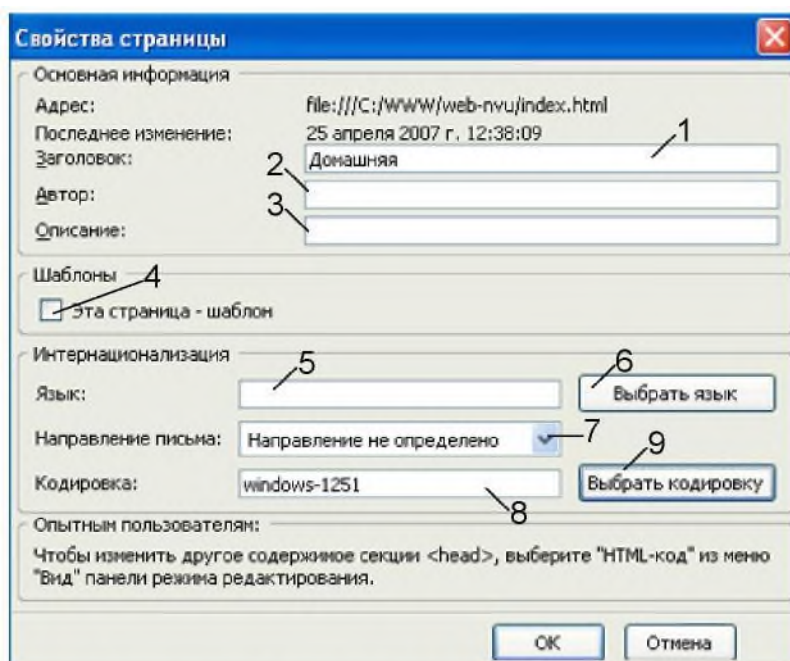 Свойства страницы
Основная информация
Адрес: file:///C:/WWW/web-nvu/index.html
Последнее изменение: 25 апреля 2007 г. 12:38:09
1
Заголовок: Домашняя
2
Автор:
3
Описание:
Шаблоны
4
Эта страница - шаблон
Интернационализация
5 6
Язык: Выбрать язык
Направление письма: Направление не определено 7
9
Кодировка: windows-1251 Выбрать кодировку
8
Опытным пользователям:
Чтобы изменить другое содержимое секции <head>, выберите "HTML-код" из меню
"Вид" панели режима редактирования.
OK Отмена